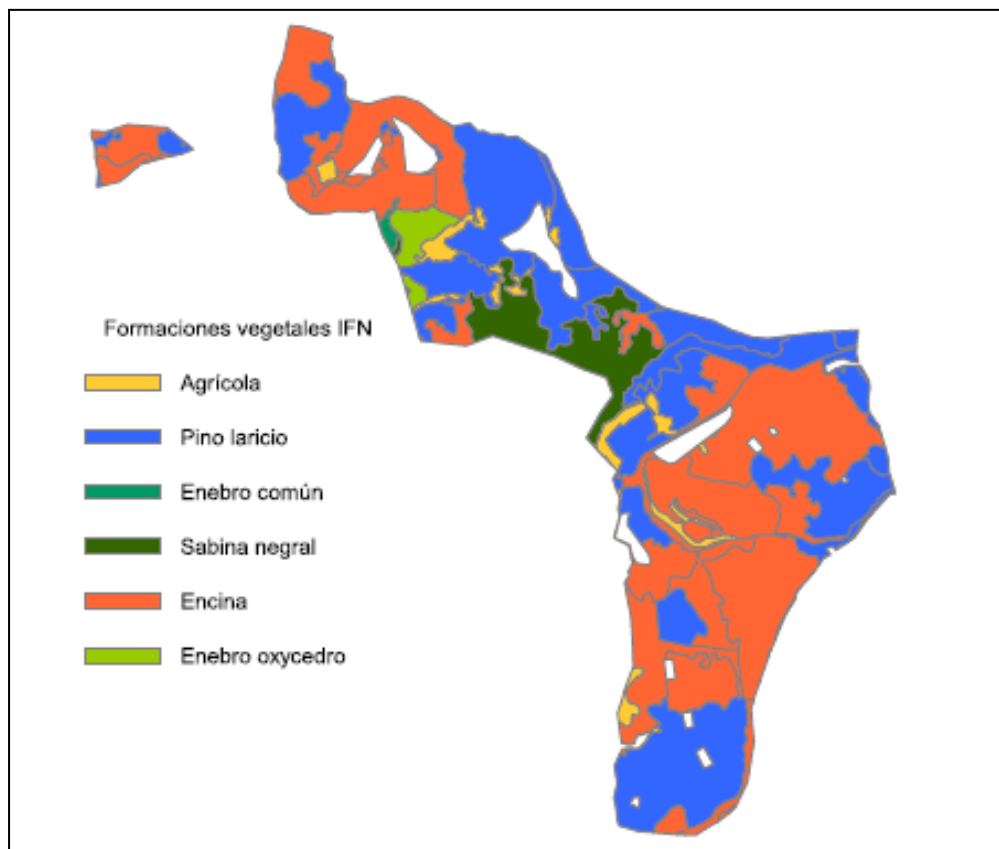 Formaciones vegetales IFN
Agrícola
Pino laricio
Enebro común
Sabina negral
Encina
Enebro oxycedro